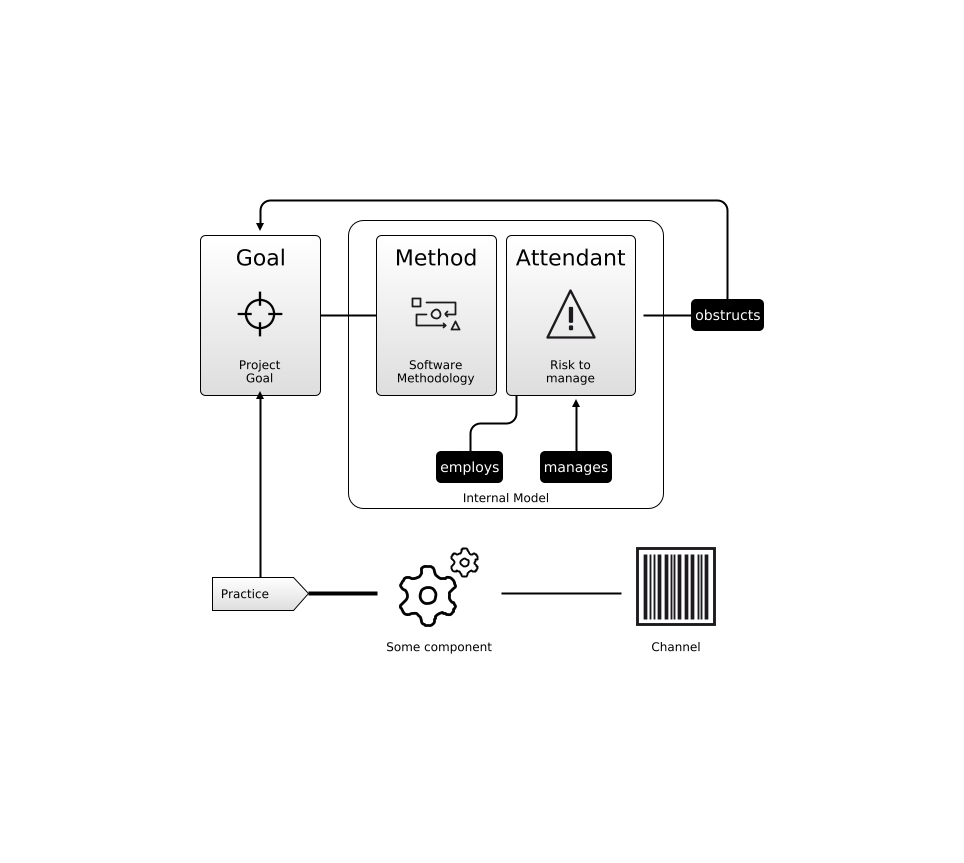 Goal
Method
Attendant
obstructs
Project
Goal
Software
Methodology
Risk to
manage
employs
manages
Internal Model
Practice
Some component
Channel